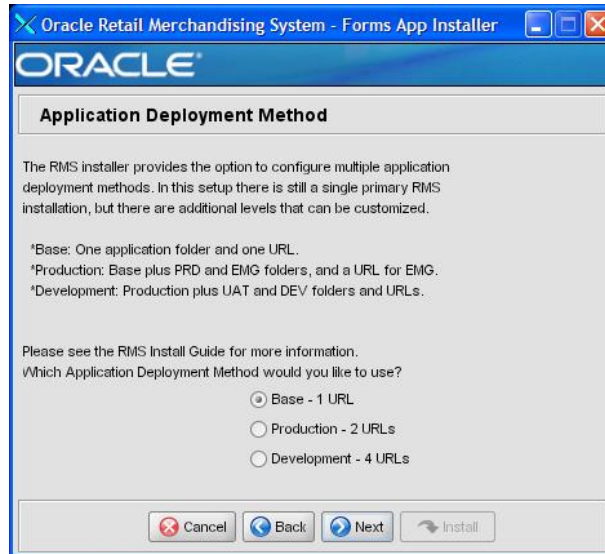 Oracle Retail Merchandising System - Forms App Installer
ORACLE®
Application Deployment Method
The RMS installer provides the option to configure multiple application
deployment methods. In this setup there is still a single primary RMS
installation, but there are additional levels that can be customized.
*Base: One application folder and one URL.
*Production: Base plus PRD and EMG folders, and a URL for EMG.
*Development: Production plus UAT and DEV folders and URLs.
Please see the RMS Install Guide for more information.
Which Application Deployment Method would you like to use?
Base - 1 URL
Production - 2 URLs
Development - 4 URLs
Cancel Back Next Install